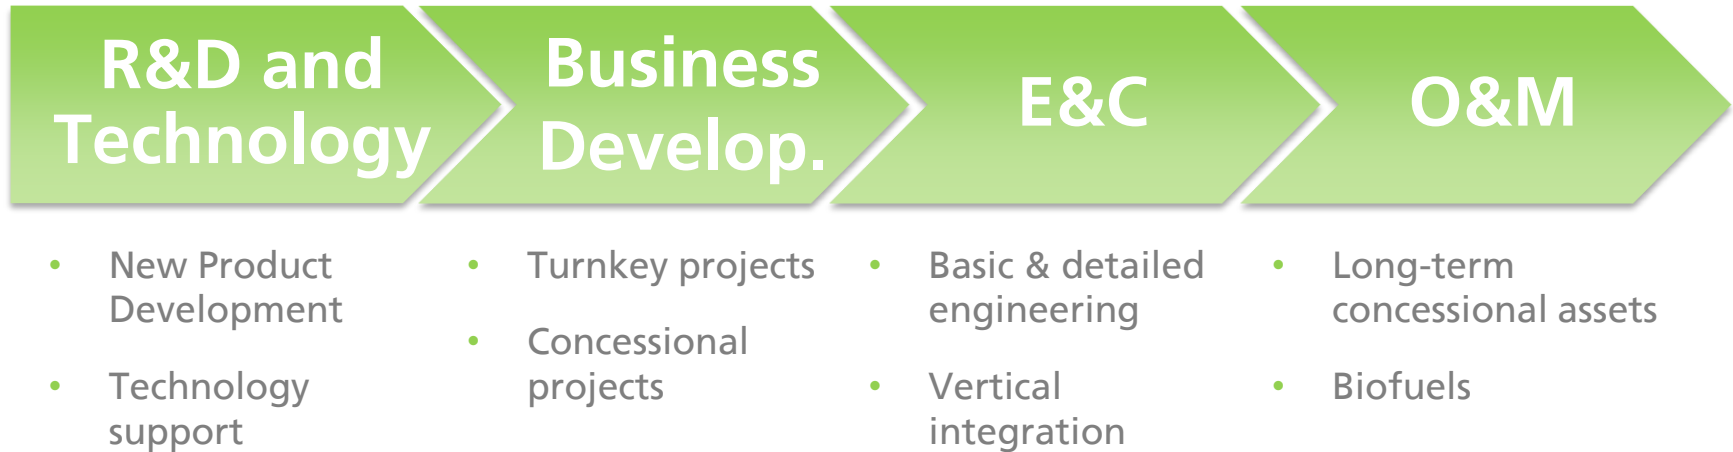 R&D and
Technology
Business
Develop.
E&C
O&M
• New Product
Development
• Technology
support
• Turnkey projects
• Concessional
projects
• Basic & detailed
engineering
• Vertical
integration
• Long-term
concessional assets
• Biofuels